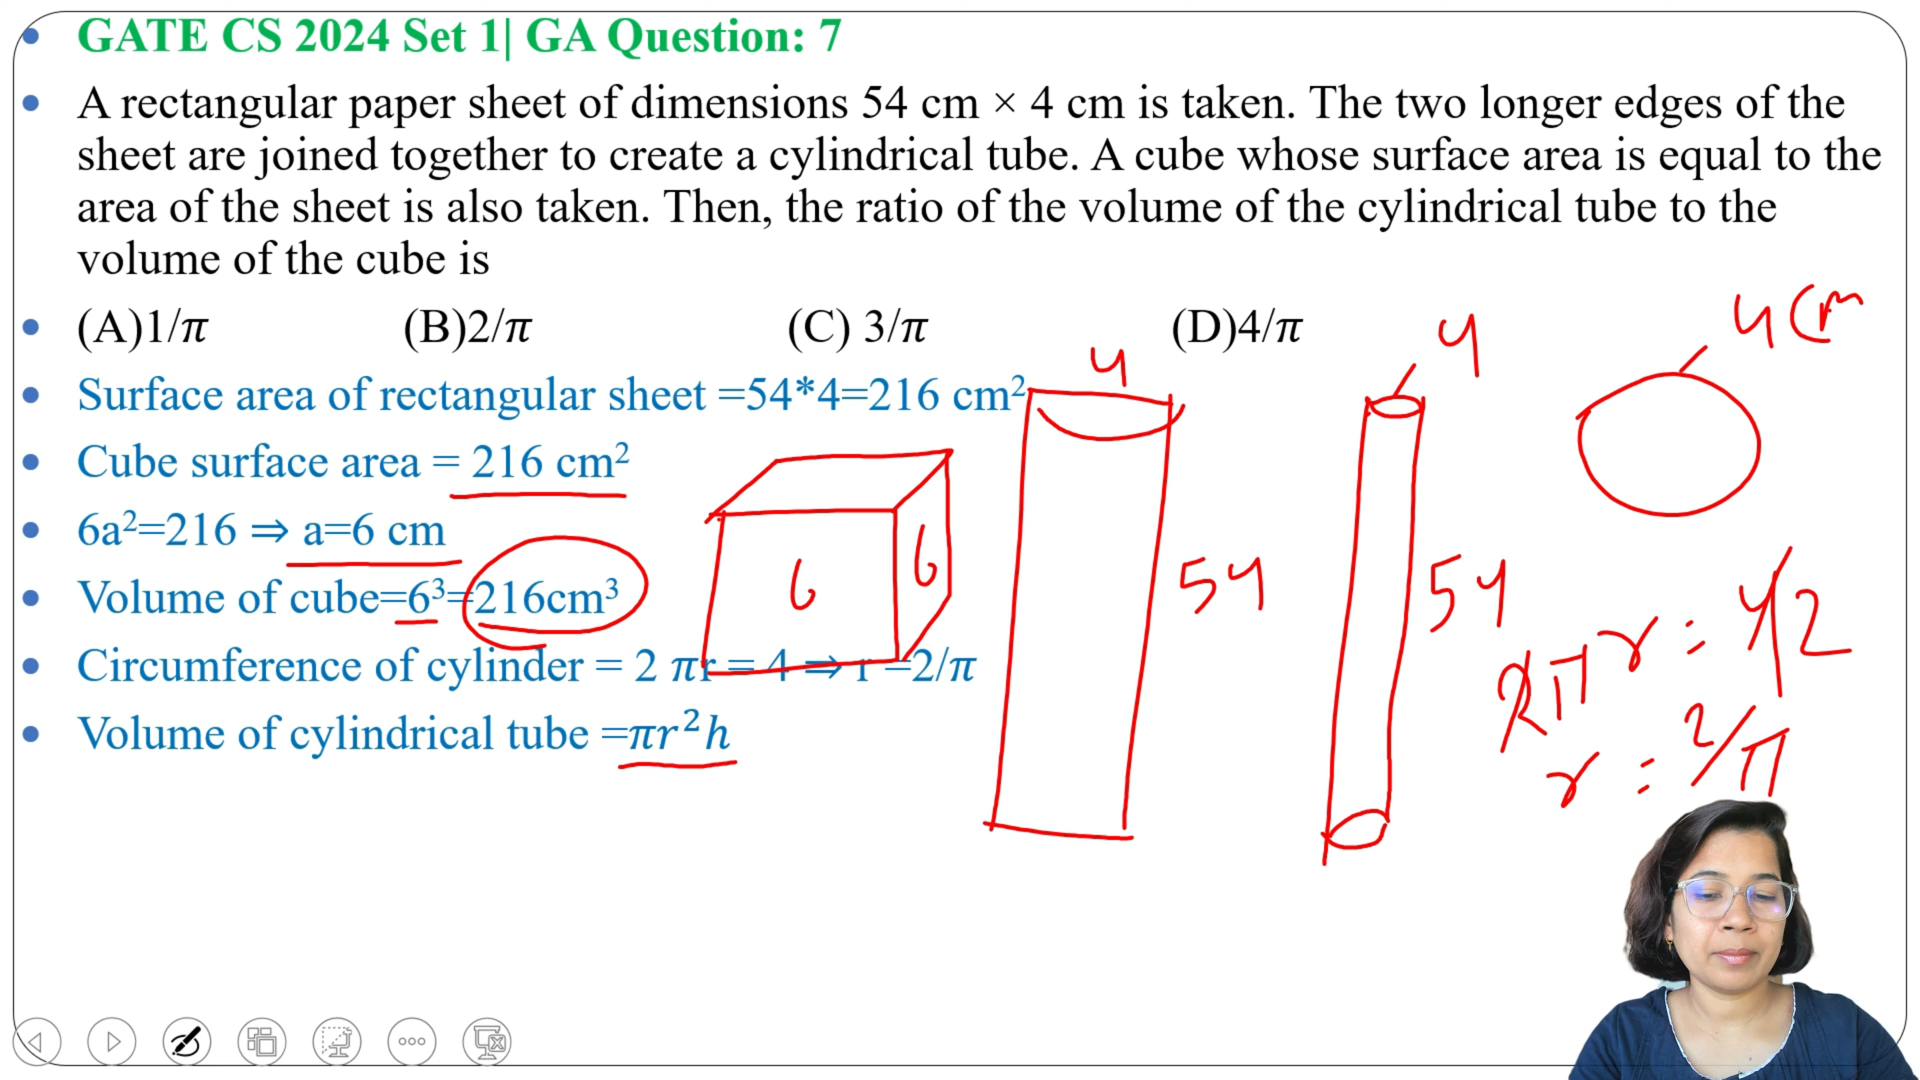 GATE CS 2024 Set 1| GA Question: 7
A rectangular paper sheet of dimensions 54 cm × 4 cm is taken. The two longer edges of the
sheet are joined together to create a cylindrical tube. A cube whose surface area is equal to the
area of the sheet is also taken. Then, the ratio of the volume of the cylindrical tube to the
volume of the cube is
(A)1/π (B)2/π (C) 3/π (D)4/π
Surface area of rectangular sheet =54*4=216 cm²
Cube surface area = 216 cm²
6a²=216 ⇒ a=6 cm
Volume of cube=6³=216cm³
Circumference of cylinder = 2 πr = 4 ⇒ r =2/π
Volume of cylindrical tube =πr²h
4
54
6
6
4
54
4 cm
2πr = 4/2
r = 2/π